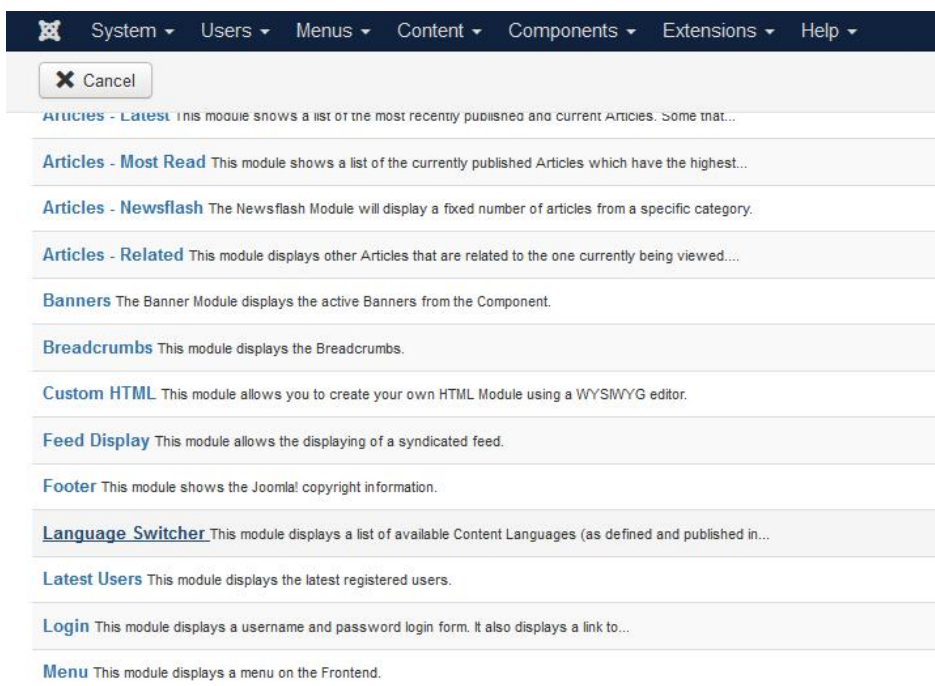 System Users Menus Content Components Extensions Help
Cancel
Articles - Latest This module shows a list of the most recently published and current Articles. Some that...
Articles - Most Read This module shows a list of the currently published Articles which have the highest...
Articles - Newsflash The Newsflash Module will display a fixed number of articles from a specific category.
Articles - Related This module displays other Articles that are related to the one currently being viewed....
Banners The Banner Module displays the active Banners from the Component.
Breadcrumbs This module displays the Breadcrumbs.
Custom HTML This module allows you to create your own HTML Module using a WYSIWYG editor.
Feed Display This module allows the displaying of a syndicated feed.
Footer This module shows the Joomla! copyright information.
Language Switcher This module displays a list of available Content Languages (as defined and published in...
Latest Users This module displays the latest registered users.
Login This module displays a username and password login form. It also displays a link to...
Menu This module displays a menu on the Frontend.